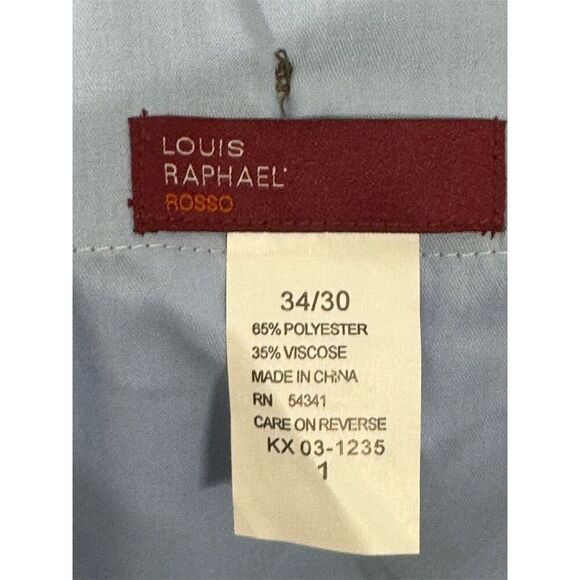 LOUIS
RAPHAEL
ROSSO
34/30
65% POLYESTER
35% VISCOSE
MADE IN CHINA
RN 54341
CARE ON REVERSE
KX 03-1235
1